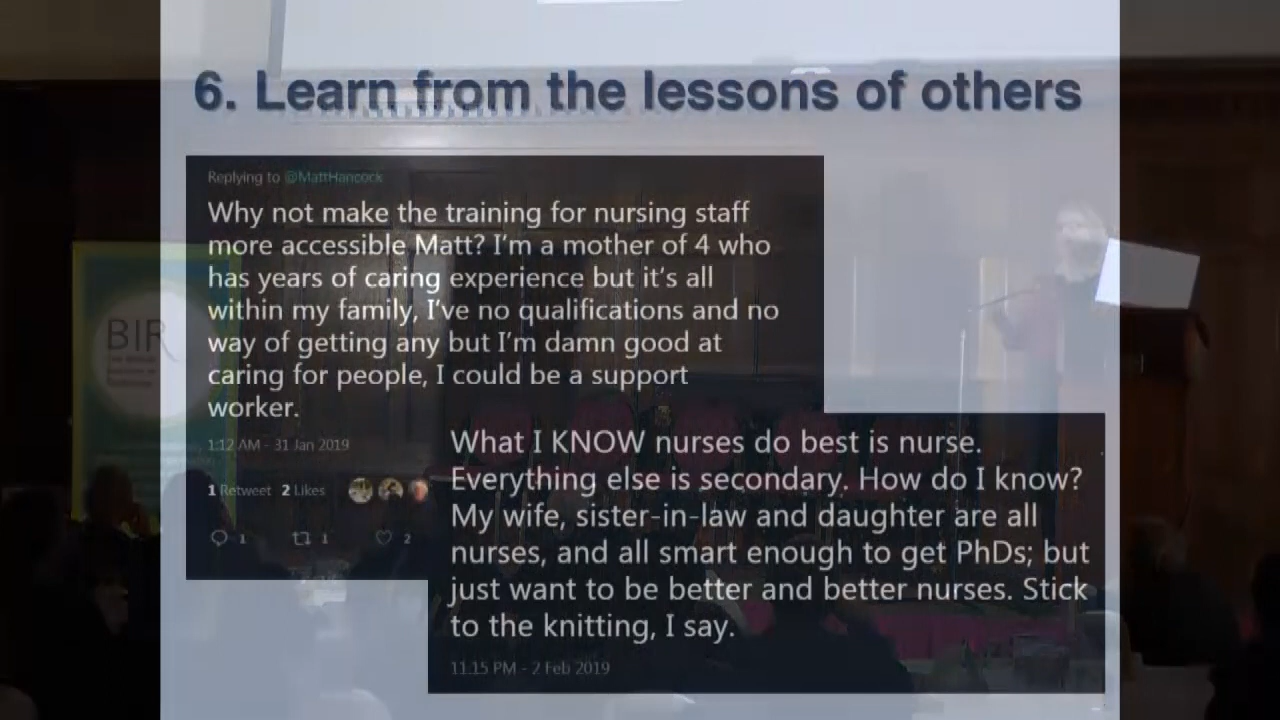 6. Learn from the lessons of others
Replying to @MattHancock
Why not make the training for nursing staff
more accessible Matt? I'm a mother of 4 who
has years of caring experience but it's all
within my family, I've no qualifications and no
way of getting any but I'm damn good at
caring for people, I could be a support
worker.
1:12 AM - 31 Jan 2019
1 Retweet 2 Likes
1 1 2
What I KNOW nurses do best is nurse.
Everything else is secondary. How do I know?
My wife, sister-in-law and daughter are all
nurses, and all smart enough to get PhDs; but
just want to be better and better nurses. Stick
to the knitting, I say.
11.15 PM - 2 Feb 2019
BIR